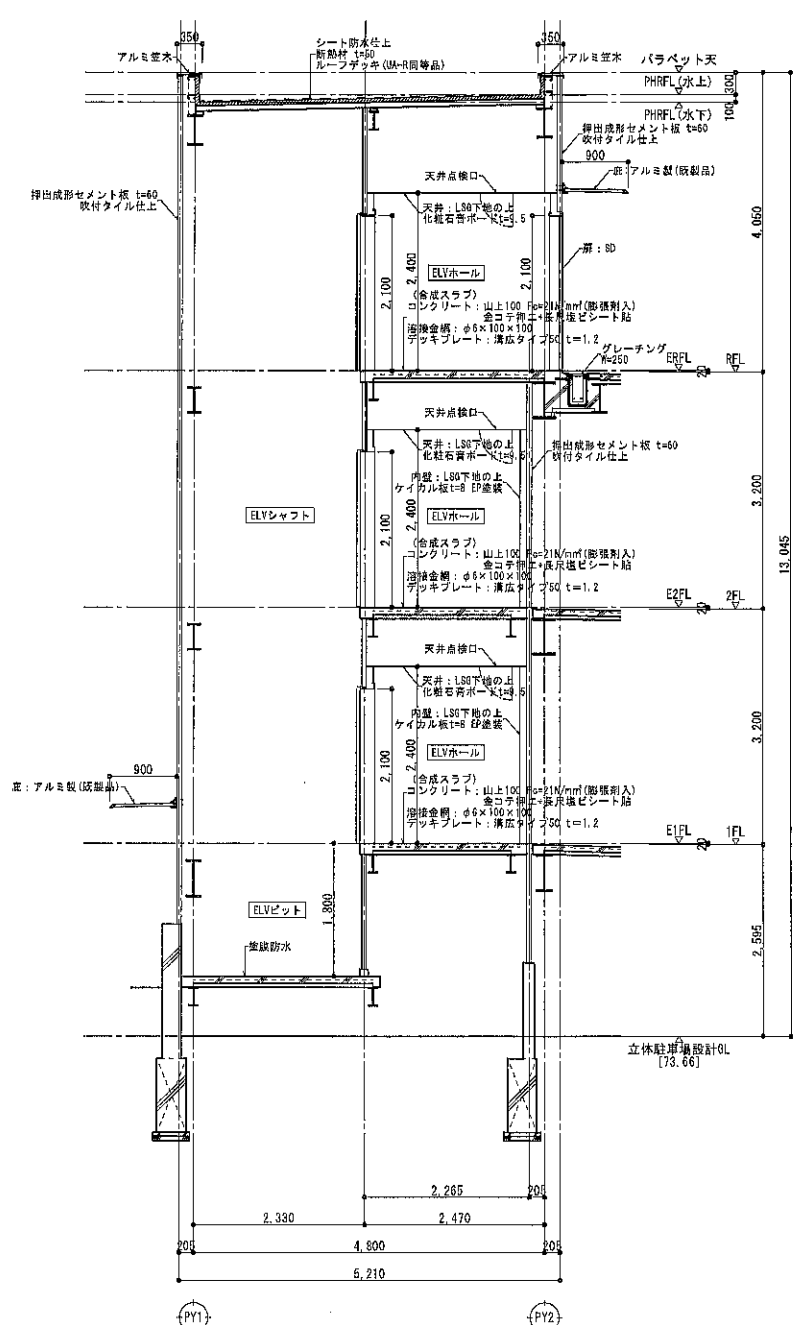 350
350
シート防水仕上
断熱材 t=50
ルーフデッキ(UA-R同等品)
アルミ笠木
アルミ笠木
パラペット天
PHRFL(水上)
PHRFL(水下)
300
100
押出成形セメント板 t=60
吹付タイル仕上
900
庇:アルミ製(既製品)
天井点検口
押出成形セメント板 t=60
吹付タイル仕上
天井:LSG下地の上
化粧石膏ボードt=9.5
扉:SD
4,050
ELVホール
2,100
2,400
2,100
(合成スラブ)
コンクリート:山上100 Fc=21N/mm²(膨張剤入)
金コテ押エ+長尺塩ビシート貼
溶接金網:φ6×100×100
デッキプレート:溝広タイプ50 t=1.2
グレーチング
W=250
ERFL
20
RFL
天井点検口
天井:LSG下地の上
化粧石膏ボードt=9.5
押出成形セメント板 t=60
吹付タイル仕上
内壁:LSG下地の上
ケイカル板t=8 EP塗装
3,200
ELVシャフト
ELVホール
2,100
2,400
(合成スラブ)
コンクリート:山上100 Fc=21N/mm²(膨張剤入)
金コテ押エ+長尺塩ビシート貼
溶接金網:φ6×100×100
デッキプレート:溝広タイプ50 t=1.2
13,045
E2FL
20
2FL
天井点検口
天井:LSG下地の上
化粧石膏ボードt=9.5
内壁:LSG下地の上
ケイカル板t=8 EP塗装
3,200
ELVホール
2,100
2,400
900
庇:アルミ製(既製品)
(合成スラブ)
コンクリート:山上100 Fc=21N/mm²(膨張剤入)
金コテ押エ+長尺塩ビシート貼
溶接金網:φ6×100×100
デッキプレート:溝広タイプ50 t=1.2
E1FL
20
1FL
ELVピット
1,800
塗膜防水
2,595
立体駐車場設計GL
[73.66]
2,265
205
2,330
2,470
205
4,800
205
5,210
PY1
PY2